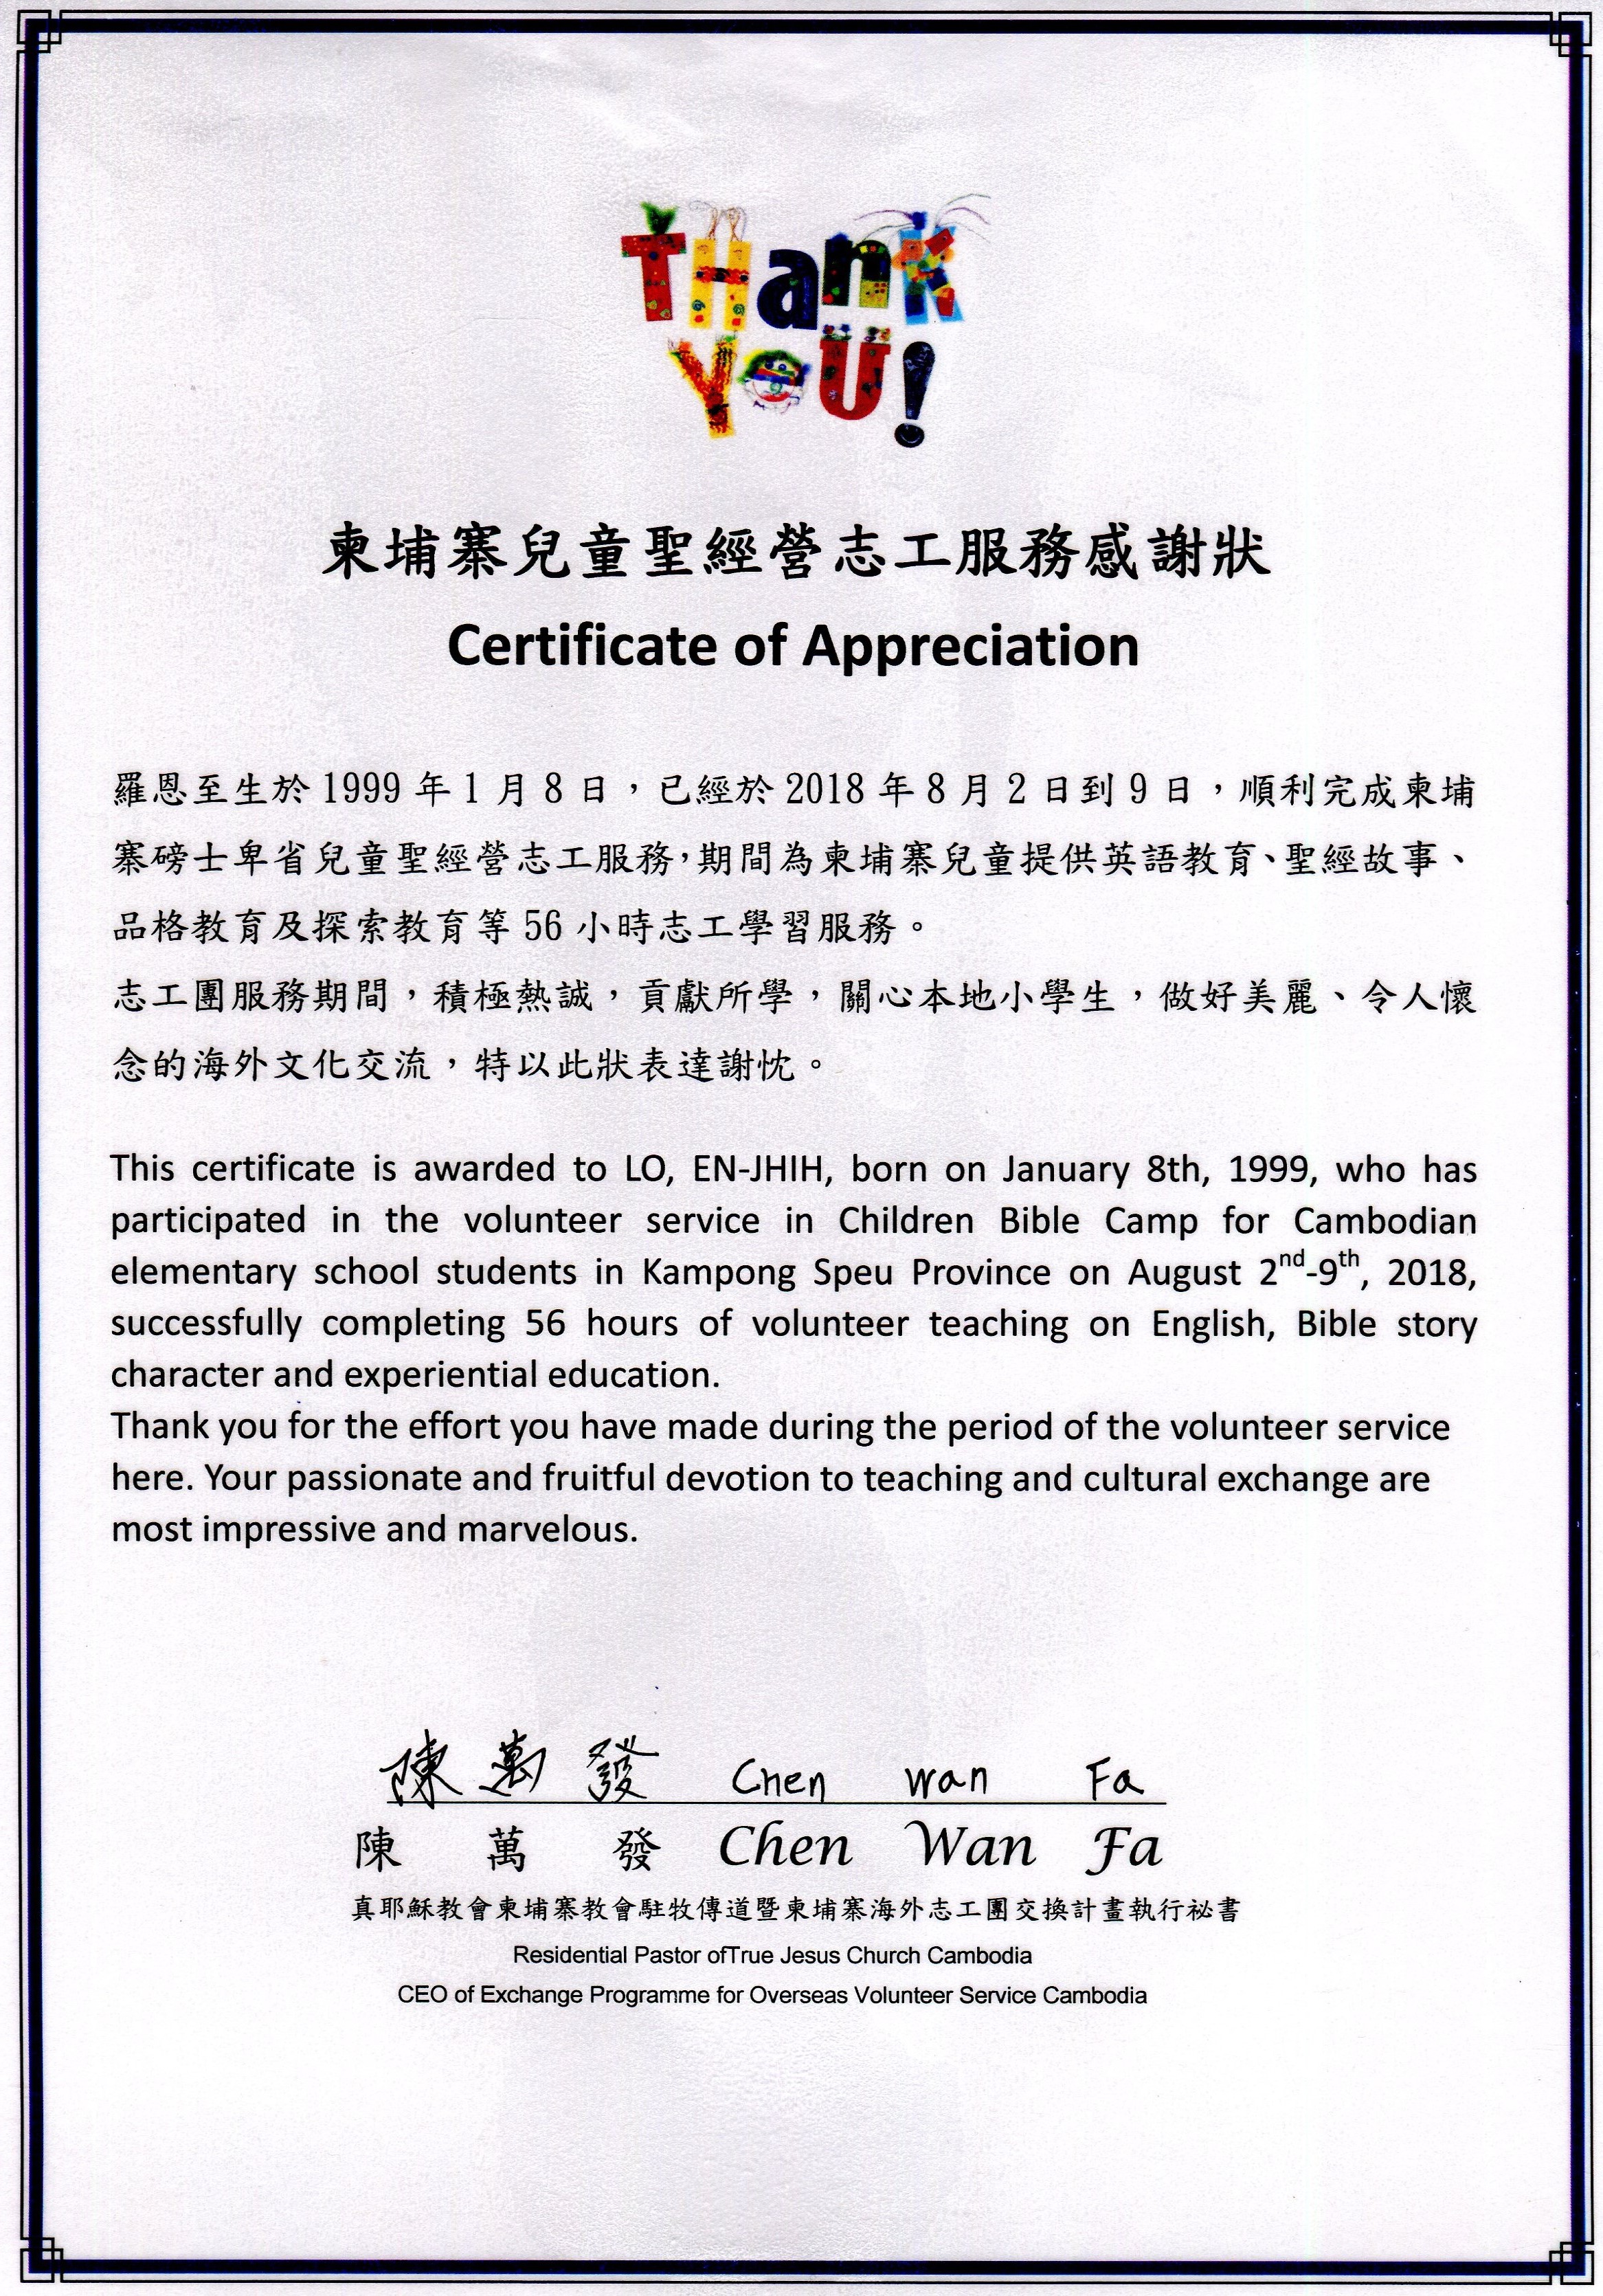 THank
YoU!
柬埔寨兒童聖經營志工服務感謝狀
Certificate of Appreciation
羅恩至生於 1999 年 1 月 8 日，已經於 2018 年 8 月 2 日到 9 日，順利完成柬埔
寨磅士卑省兒童聖經營志工服務，期間為柬埔寨兒童提供英語教育、聖經故事、
品格教育及探索教育等 56 小時志工學習服務。
志工團服務期間，積極熱誠，貢獻所學，關心本地小學生，做好美麗、令人懷
念的海外文化交流，特以此狀表達謝忱。
This certificate is awarded to LO, EN-JHIH, born on January 8th, 1999, who has
participated in the volunteer service in Children Bible Camp for Cambodian
elementary school students in Kampong Speu Province on August 2nd-9th, 2018,
successfully completing 56 hours of volunteer teaching on English, Bible story
character and experiential education.
Thank you for the effort you have made during the period of the volunteer service
here. Your passionate and fruitful devotion to teaching and cultural exchange are
most impressive and marvelous.
陳萬發 Chen Wan Fa
陳 萬 發 Chen Wan Fa
真耶穌教會柬埔寨教會駐牧傳道暨柬埔寨海外志工團交換計畫執行祕書
Residential Pastor ofTrue Jesus Church Cambodia
CEO of Exchange Programme for Overseas Volunteer Service Cambodia